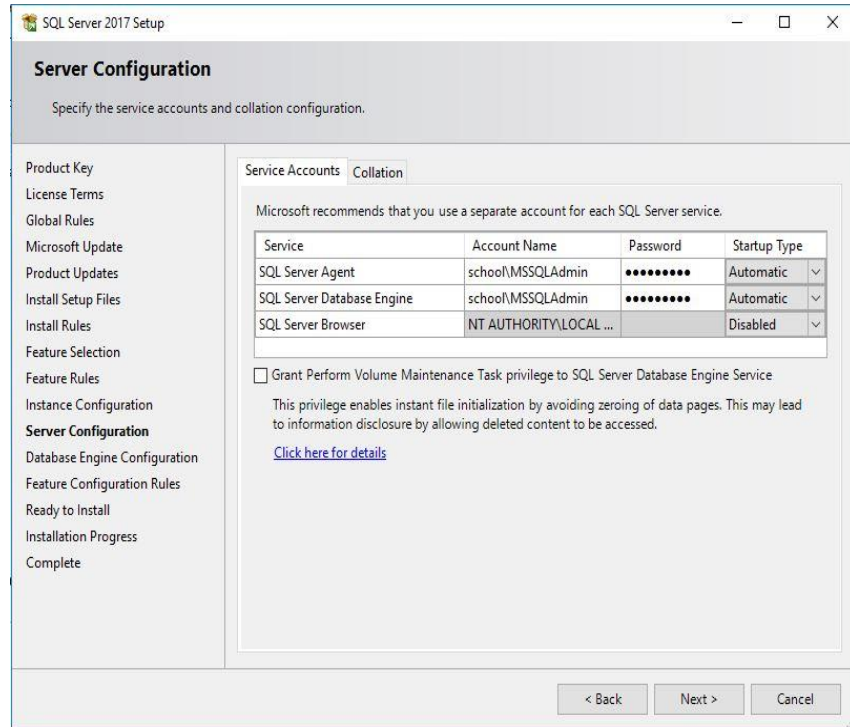 SQL Server 2017 Setup
Server Configuration
Specify the service accounts and collation configuration.
Product Key
License Terms
Global Rules
Microsoft Update
Product Updates
Install Setup Files
Install Rules
Feature Selection
Feature Rules
Instance Configuration
Server Configuration
Database Engine Configuration
Feature Configuration Rules
Ready to Install
Installation Progress
Complete
Service Accounts Collation
Microsoft recommends that you use a separate account for each SQL Server service.
Service Account Name Password Startup Type
SQL Server Agent school\MSSQLAdmin ●●●●●●●●● Automatic
SQL Server Database Engine school\MSSQLAdmin ●●●●●●●●● Automatic
SQL Server Browser NT AUTHORITY\LOCAL ... Disabled
Grant Perform Volume Maintenance Task privilege to SQL Server Database Engine Service
This privilege enables instant file initialization by avoiding zeroing of data pages. This may lead
to information disclosure by allowing deleted content to be accessed.
Click here for details
< Back Next > Cancel